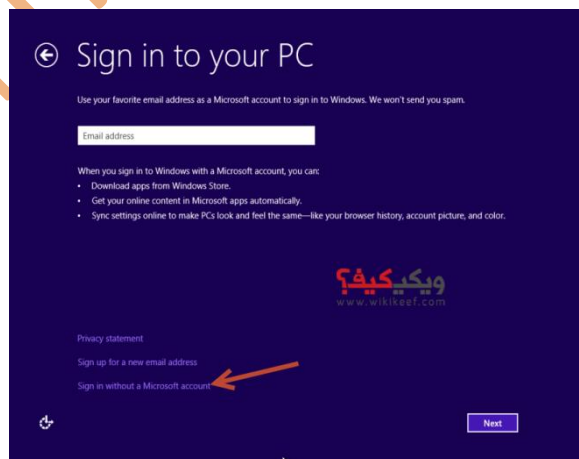 Sign in to your PC
Use your favorite email address as a Microsoft account to sign in to Windows. We won't send you spam.
Email address
When you sign in to Windows with a Microsoft account, you can:
• Download apps from Windows Store.
• Get your online content in Microsoft apps automatically.
• Sync settings online to make PCs look and feel the same—like your browser history, account picture, and color.
ويكيكيف؟
www.wikikeef.com
Privacy statement
Sign up for a new email address
Sign in without a Microsoft account
Next